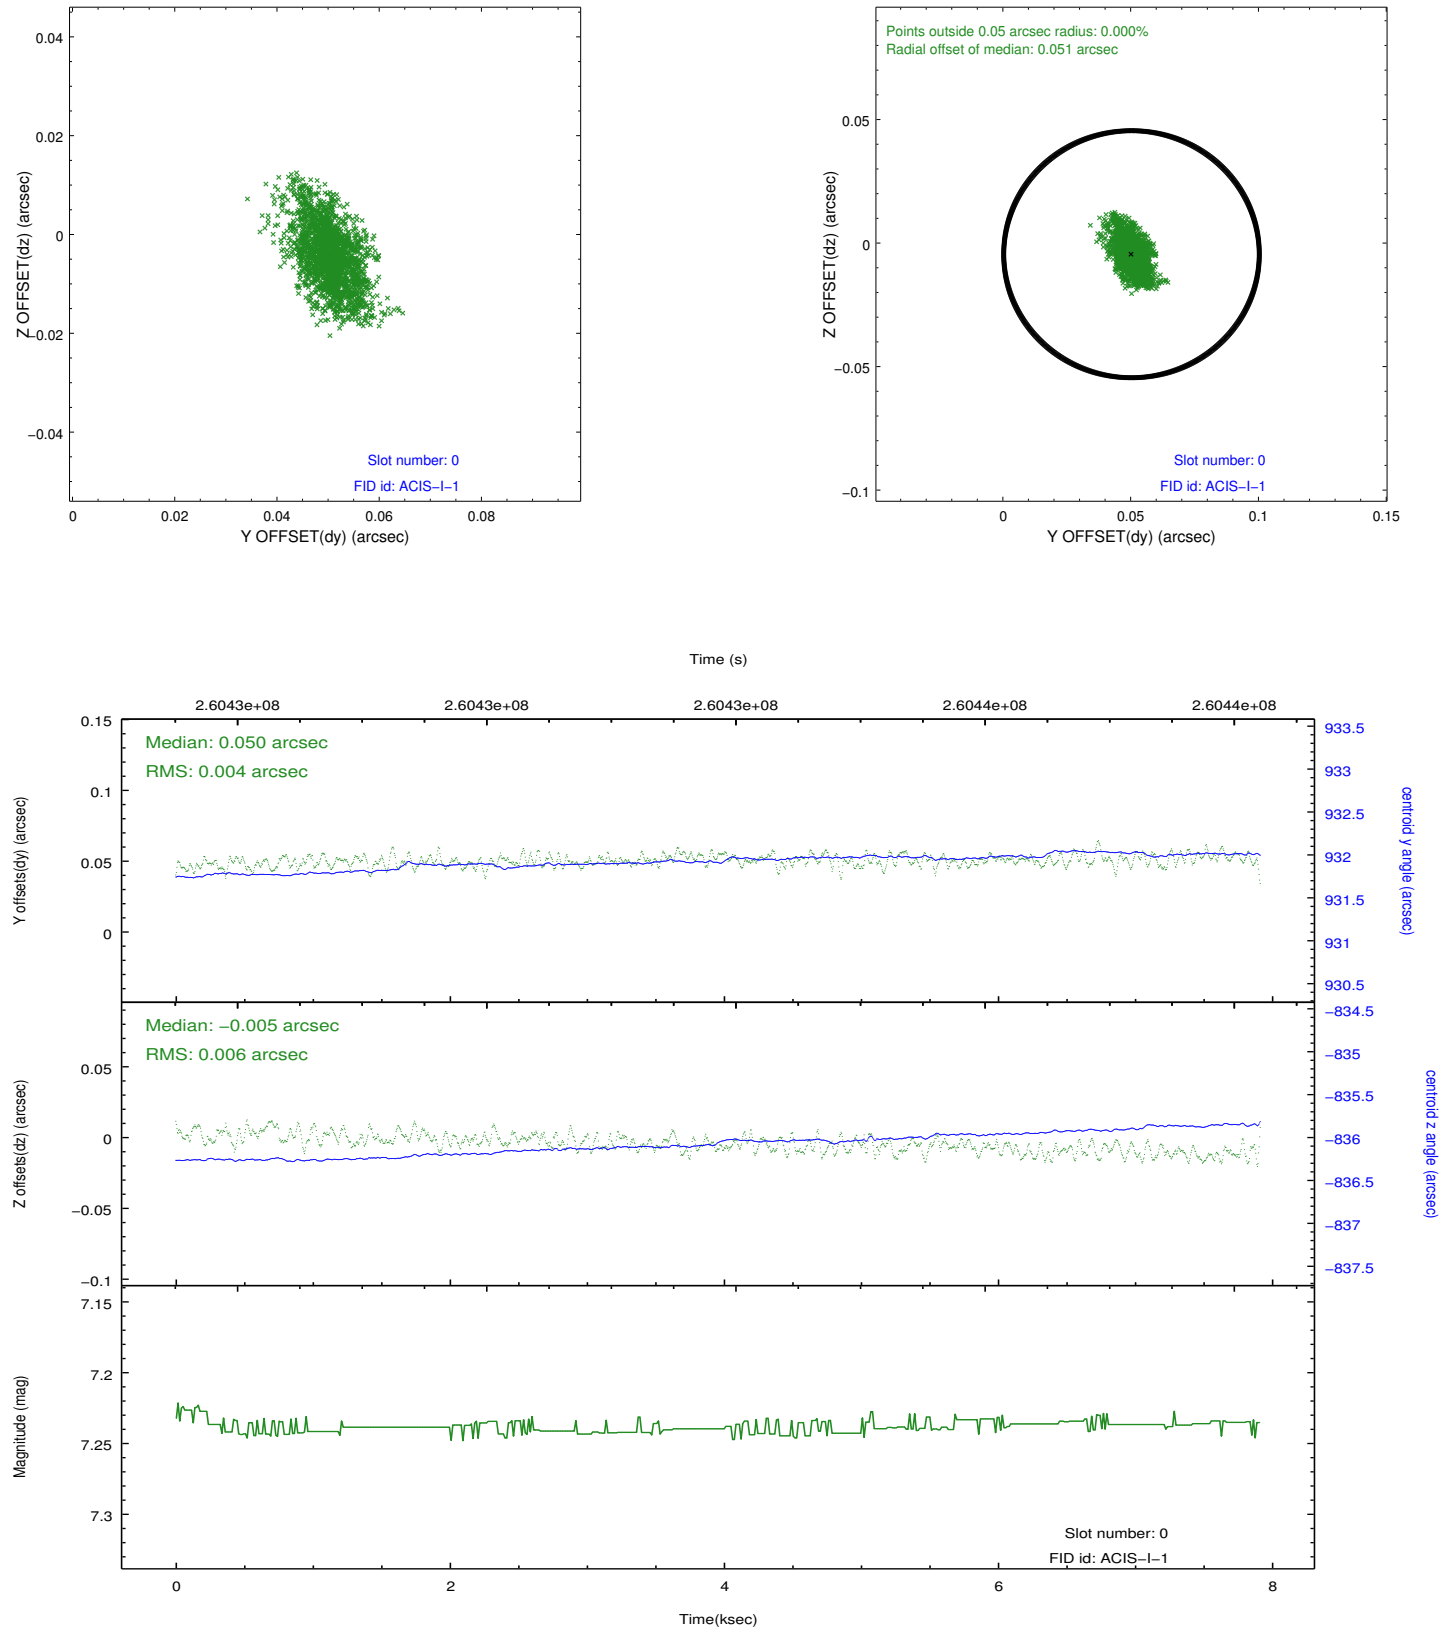 0.04
0.02
0
−0.02
−0.04
Z OFFSET(dz) (arcsec)
Slot number: 0
FID id: ACIS−I−1
0
0.02
0.04
0.06
0.08
Y OFFSET(dy) (arcsec)
Points outside 0.05 arcsec radius: 0.000%
Radial offset of median: 0.051 arcsec
0.05
0
−0.05
−0.1
Z OFFSET(dz) (arcsec)
Slot number: 0
FID id: ACIS−I−1
0
0.05
0.1
0.15
Y OFFSET(dy) (arcsec)
Time (s)
2.6043e+08
2.6043e+08
2.6043e+08
2.6044e+08
2.6044e+08
Median: 0.050 arcsec
RMS: 0.004 arcsec
0.15
0.1
0.05
0
Y offsets(dy) (arcsec)
933.5
933
932.5
932
931.5
931
930.5
centroid y angle (arcsec)
Median: −0.005 arcsec
RMS: 0.006 arcsec
0.05
0
−0.05
−0.1
Z offsets(dz) (arcsec)
−834.5
−835
−835.5
−836
−836.5
−837
−837.5
centroid z angle (arcsec)
7.15
7.2
7.25
7.3
Magnitude (mag)
Slot number: 0
FID id: ACIS−I−1
0
2
4
6
8
Time(ksec)